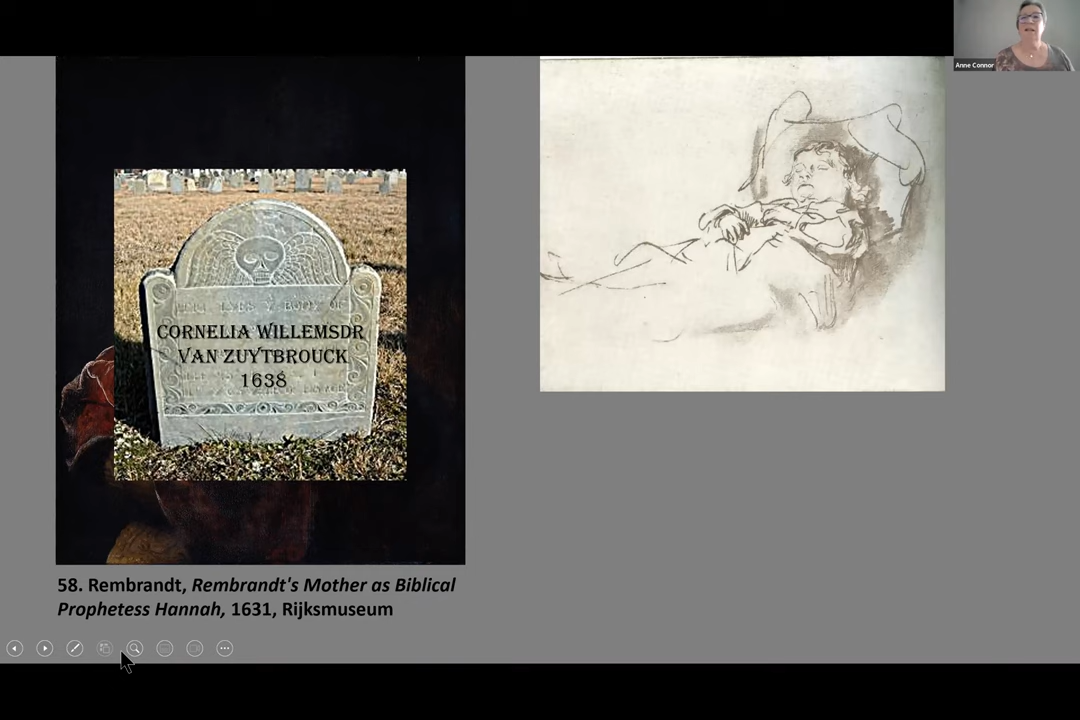 Anne Connor
CORNELIA WILLEMSDR
VAN ZUYTBROUCK
1638
58. Rembrandt, Rembrandt's Mother as Biblical
Prophetess Hannah, 1631, Rijksmuseum